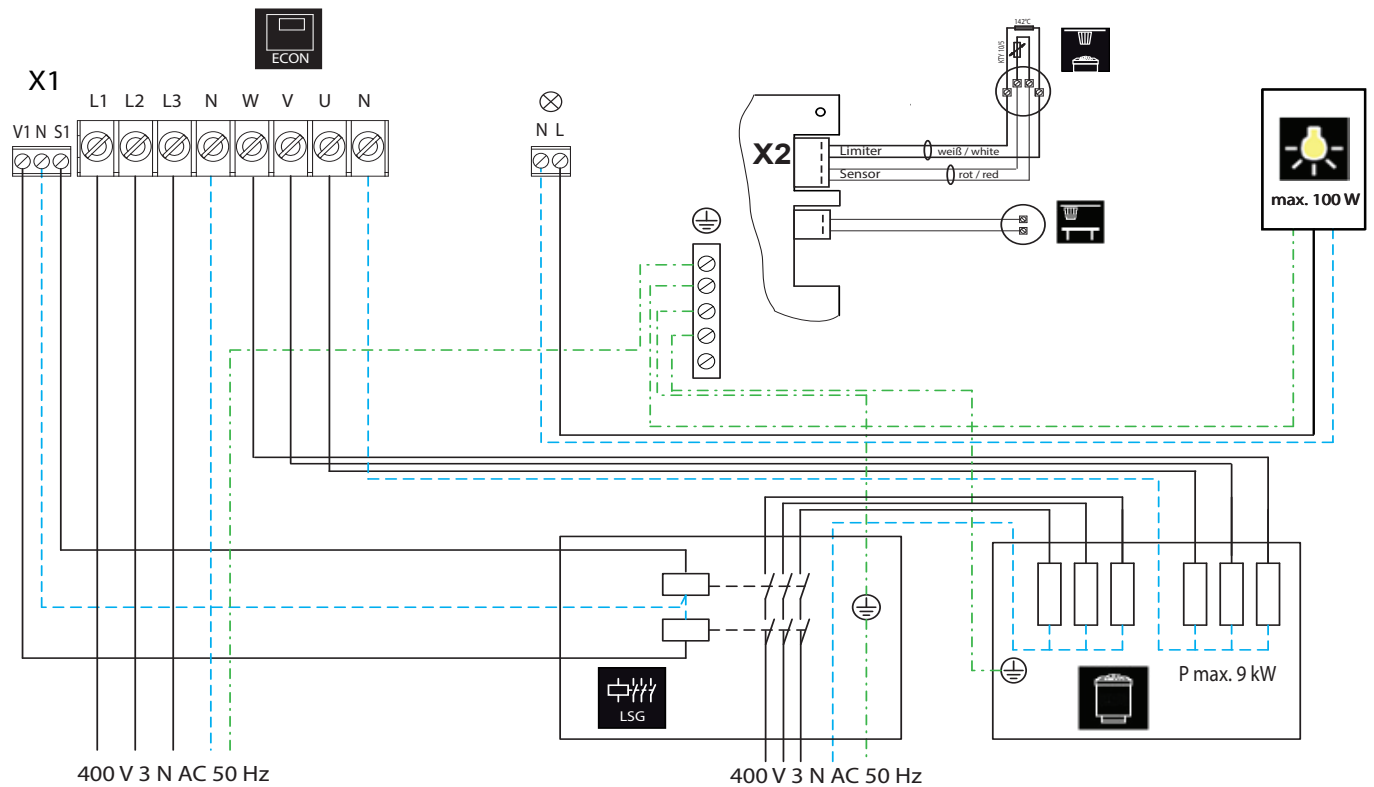 ECON
X1
L1 L2 L3 N W V U N
V1 N S1
N L
142°C
KTY 10/5
X2
Limiter
weiß / white
Sensor
rot / red
max. 100 W
P max. 9 kW
LSG
400 V 3 N AC 50 Hz
400 V 3 N AC 50 Hz